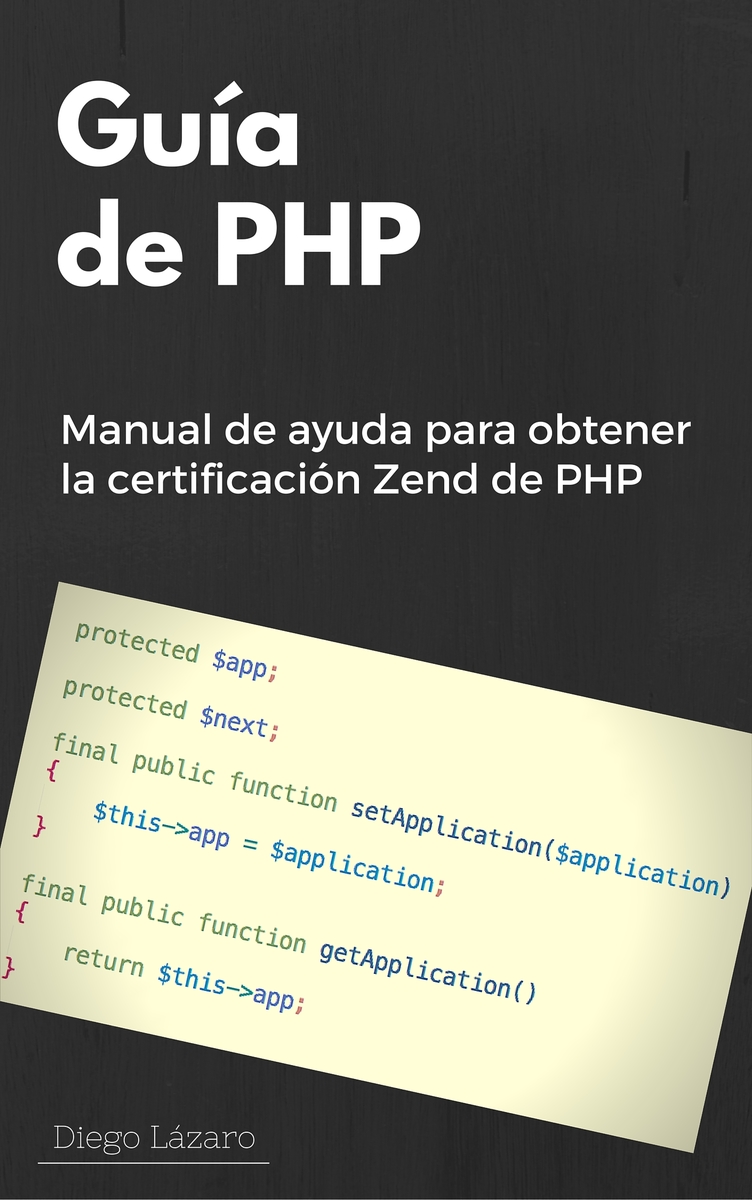 Guía
de PHP
Manual de ayuda para obtener
la certificación Zend de PHP
protected $app;
protected $next;
final public function setApplication($application)
{
$this->app = $application;
}
final public function getApplication()
{
return $this->app;
}
Diego Lázaro